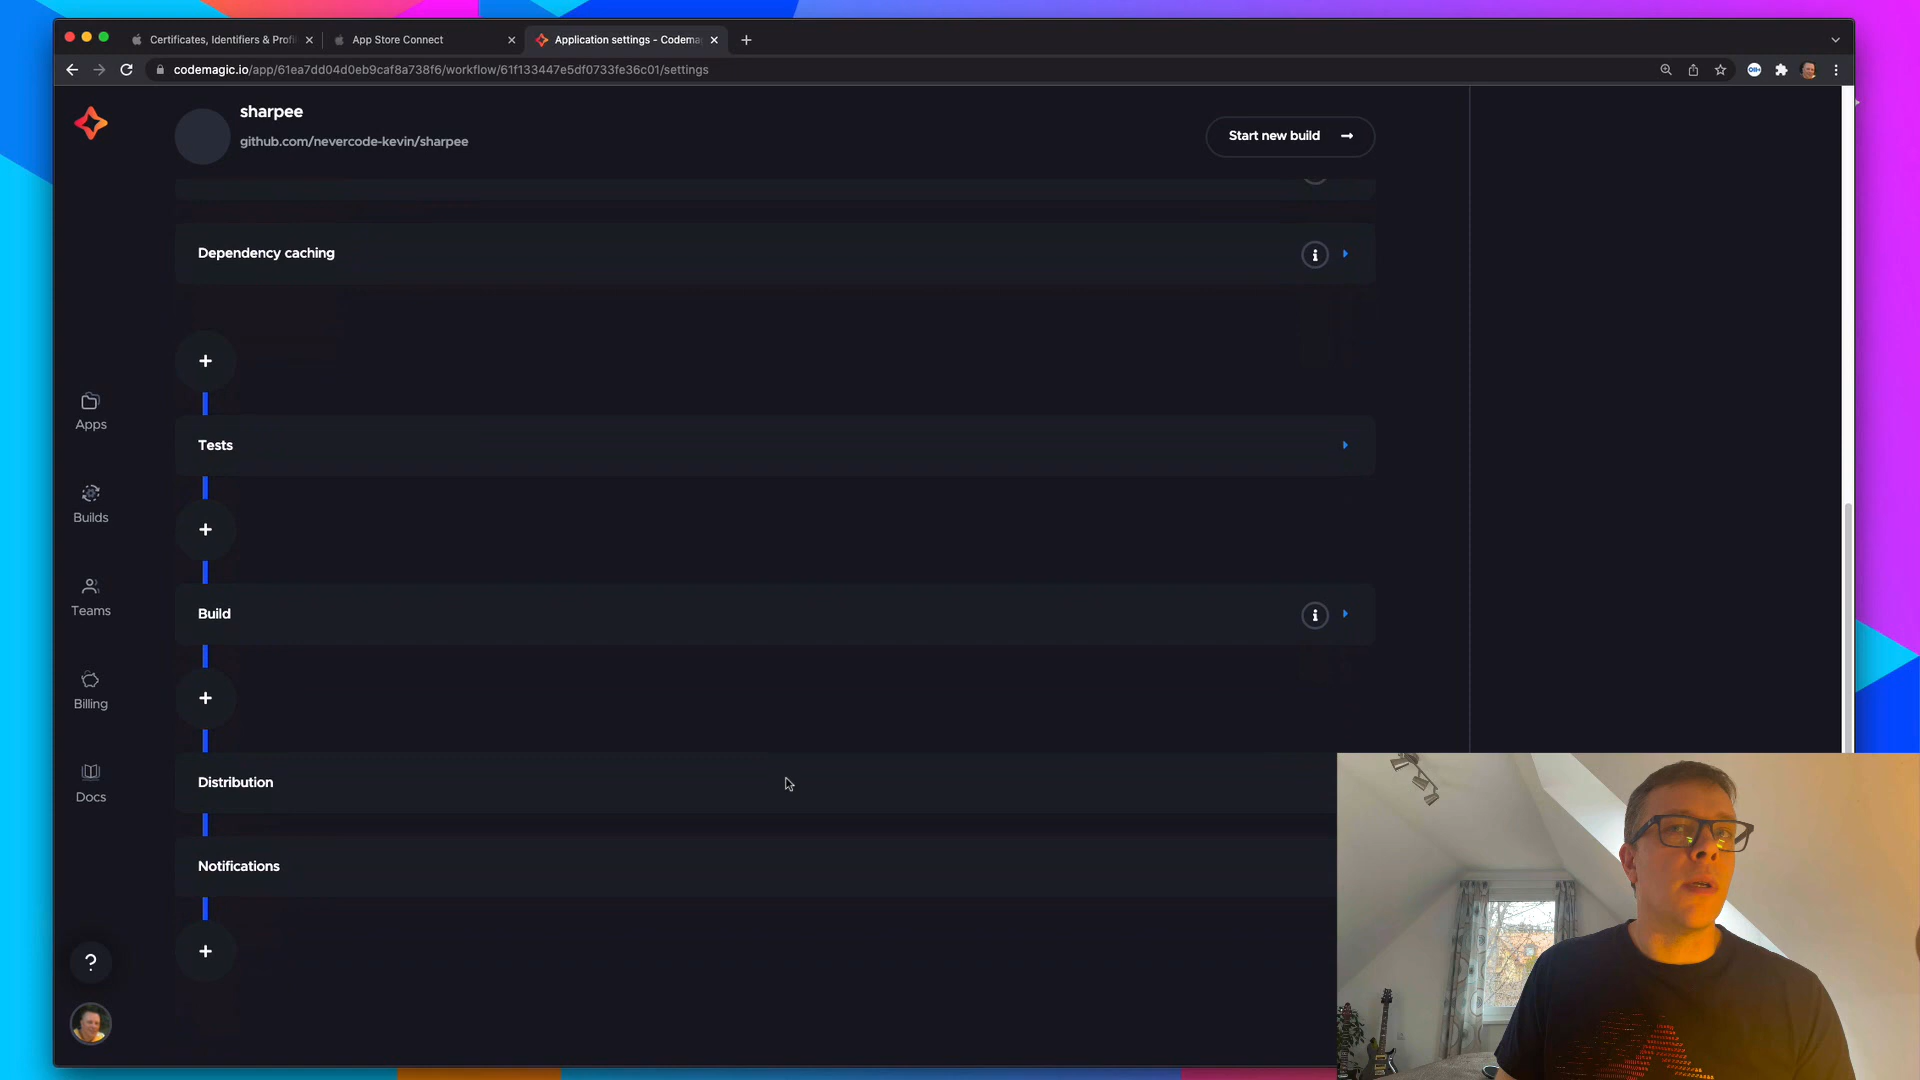 Certificates, Identifiers & Profi
App Store Connect
Application settings - Codema
codemagic.io/app/61ea7dd04d0eb9caf8a738f6/workflow/61f133447e5df0733fe36c01/settings
sharpee
github.com/nevercode-kevin/sharpee
Start new build
Dependency caching
Tests
Build
Distribution
Notifications
Apps
Builds
Teams
Billing
Docs
?